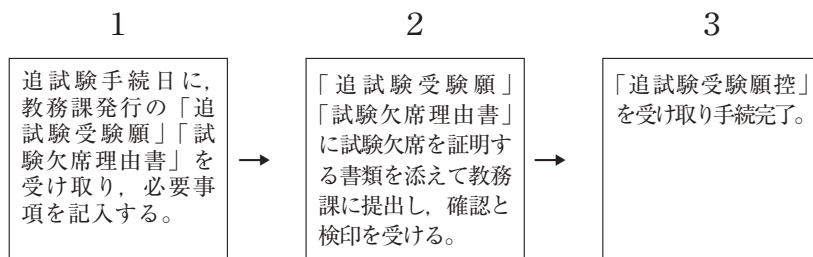 1
追試験手続日に,
教務課発行の「追
試験受験願」「試
験欠席理由書」を
受け取り，必要事
項を記入する。
→
2
「追試験受験願」
「試験欠席理由書」
に試験欠席を証明す
る書類を添えて教務
課に提出し，確認と
検印を受ける。
→
3
「追試験受験願控」
を受け取り手続完了。